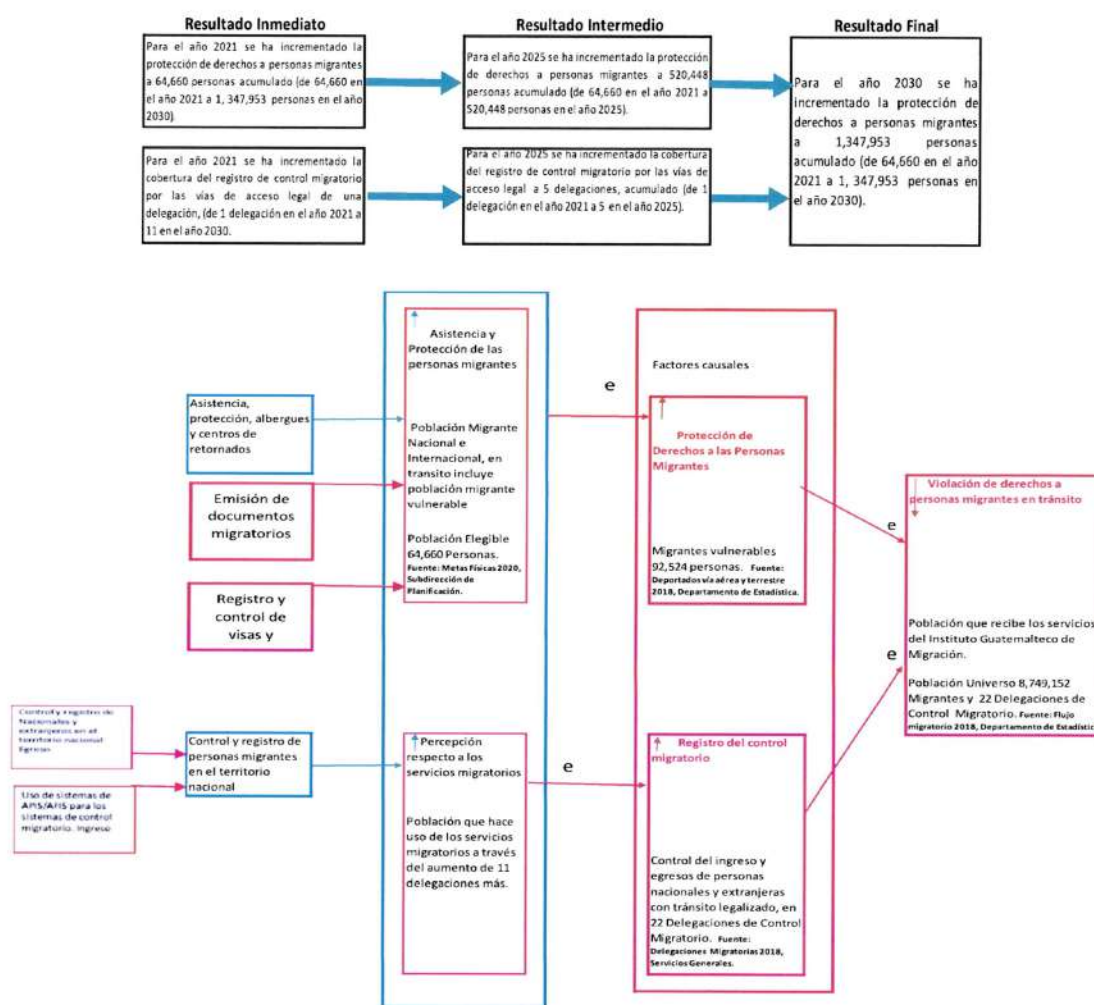 Resultado Inmediato
Para el año 2021 se ha incrementado la
protección de derechos a personas migrantes
a 64,660 personas acumulado (de 64,660 en
el año 2021 a 1, 347,953 personas en el año
2030).
Resultado Intermedio
Para el año 2025 se ha incrementado la protección
de derechos a personas migrantes a 520,448
personas acumulado (de 64,660 en el año 2021 a
520,448 personas en el año 2025).
Resultado Final
Para el año 2030 se ha
incrementado la protección de
derechos a personas migrantes
a 1,347,953 personas
acumulado (de 64,660 en el año
2021 a 1, 347,953 personas en
el año 2030).
Para el año 2021 se ha incrementado la
cobertura del registro de control migratorio
por las vías de acceso legal de una
delegación, (de 1 delegación en el año 2021 a
11 en el año 2030.
Para el año 2025 se ha incrementado la cobertura
del registro de control migratorio por las vías de
acceso legal a 5 delegaciones, acumulado (de 1
delegación en el año 2021 a 5 en el año 2025).
Asistencia,
protección, albergues
y centros de
retornados
Emisión de
documentos
migratorios
Registro y
control de
visas y
Control y registro de
Nacionales y
extranjeros en el
territorio nacional
Egreso
Uso de sistemas de
APIS/AFIS para los
sistemas de control
migratorio. Ingreso
Control y registro de
personas migrantes
en el territorio
nacional
Asistencia y
Protección de las
personas migrantes
Población Migrante
Nacional e
Internacional, en
transito incluye
población migrante
vulnerable
Población Elegible
64,660 Personas.
Fuente: Metas Físicas 2020,
Subdirección de
Planificación.
Percepción
respecto a los
servicios migratorios
Población que hace
uso de los servicios
migratorios a través
del aumento de 11
delegaciones más.
e
e
Factores causales
Protección de
Derechos a las Personas
Migrantes
Migrantes vulnerables
92,524 personas. Fuente:
Deportados vía aérea y terrestre
2018, Departamento de Estadística.
Registro del control
migratorio
Control del ingreso y
egresos de personas
nacionales y extranjeras
con tránsito legalizado, en
22 Delegaciones de Control
Migratorio. Fuente:
Delegaciones Migratorias 2018,
Servicios Generales.
e
e
Violación de derechos a
personas migrantes en tránsito
Población que recibe los servicios
del Instituto Guatemalteco de
Migración.
Población Universo 8,749,152
Migrantes y 22 Delegaciones de
Control Migratorio. Fuente: Flujo
migratorio 2018, Departamento de Estadístic